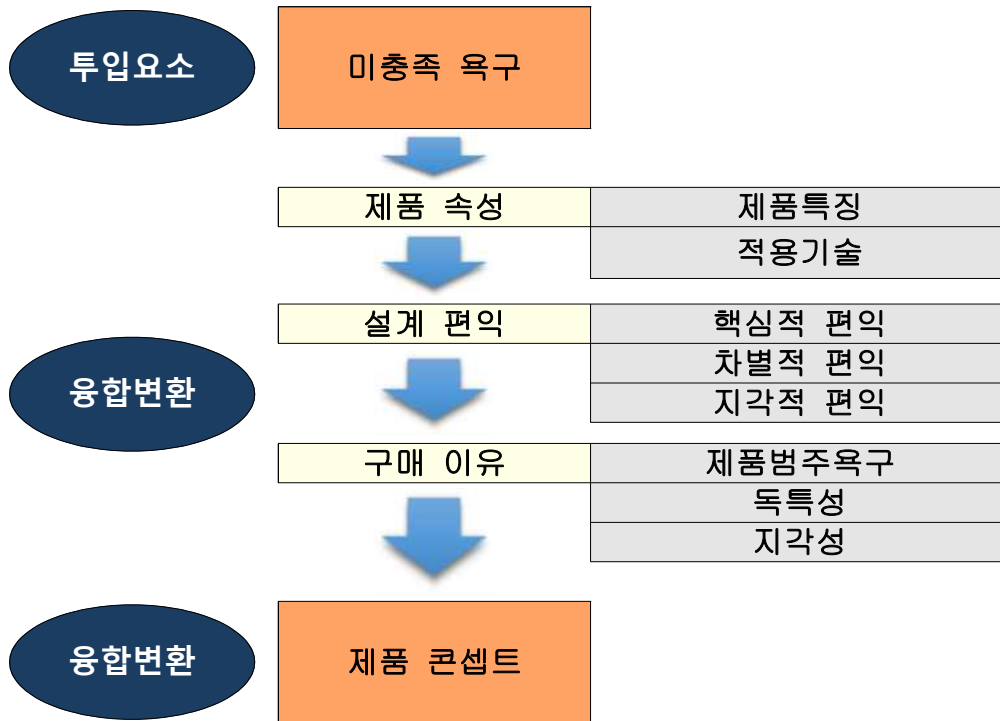 투입요소
미충족 욕구
제품 속성
제품특징
적용기술
설계 편익
핵심적 편익
차별적 편익
지각적 편익
융합변환
구매 이유
제품범주욕구
독특성
지각성
융합변환
제품 콘셉트